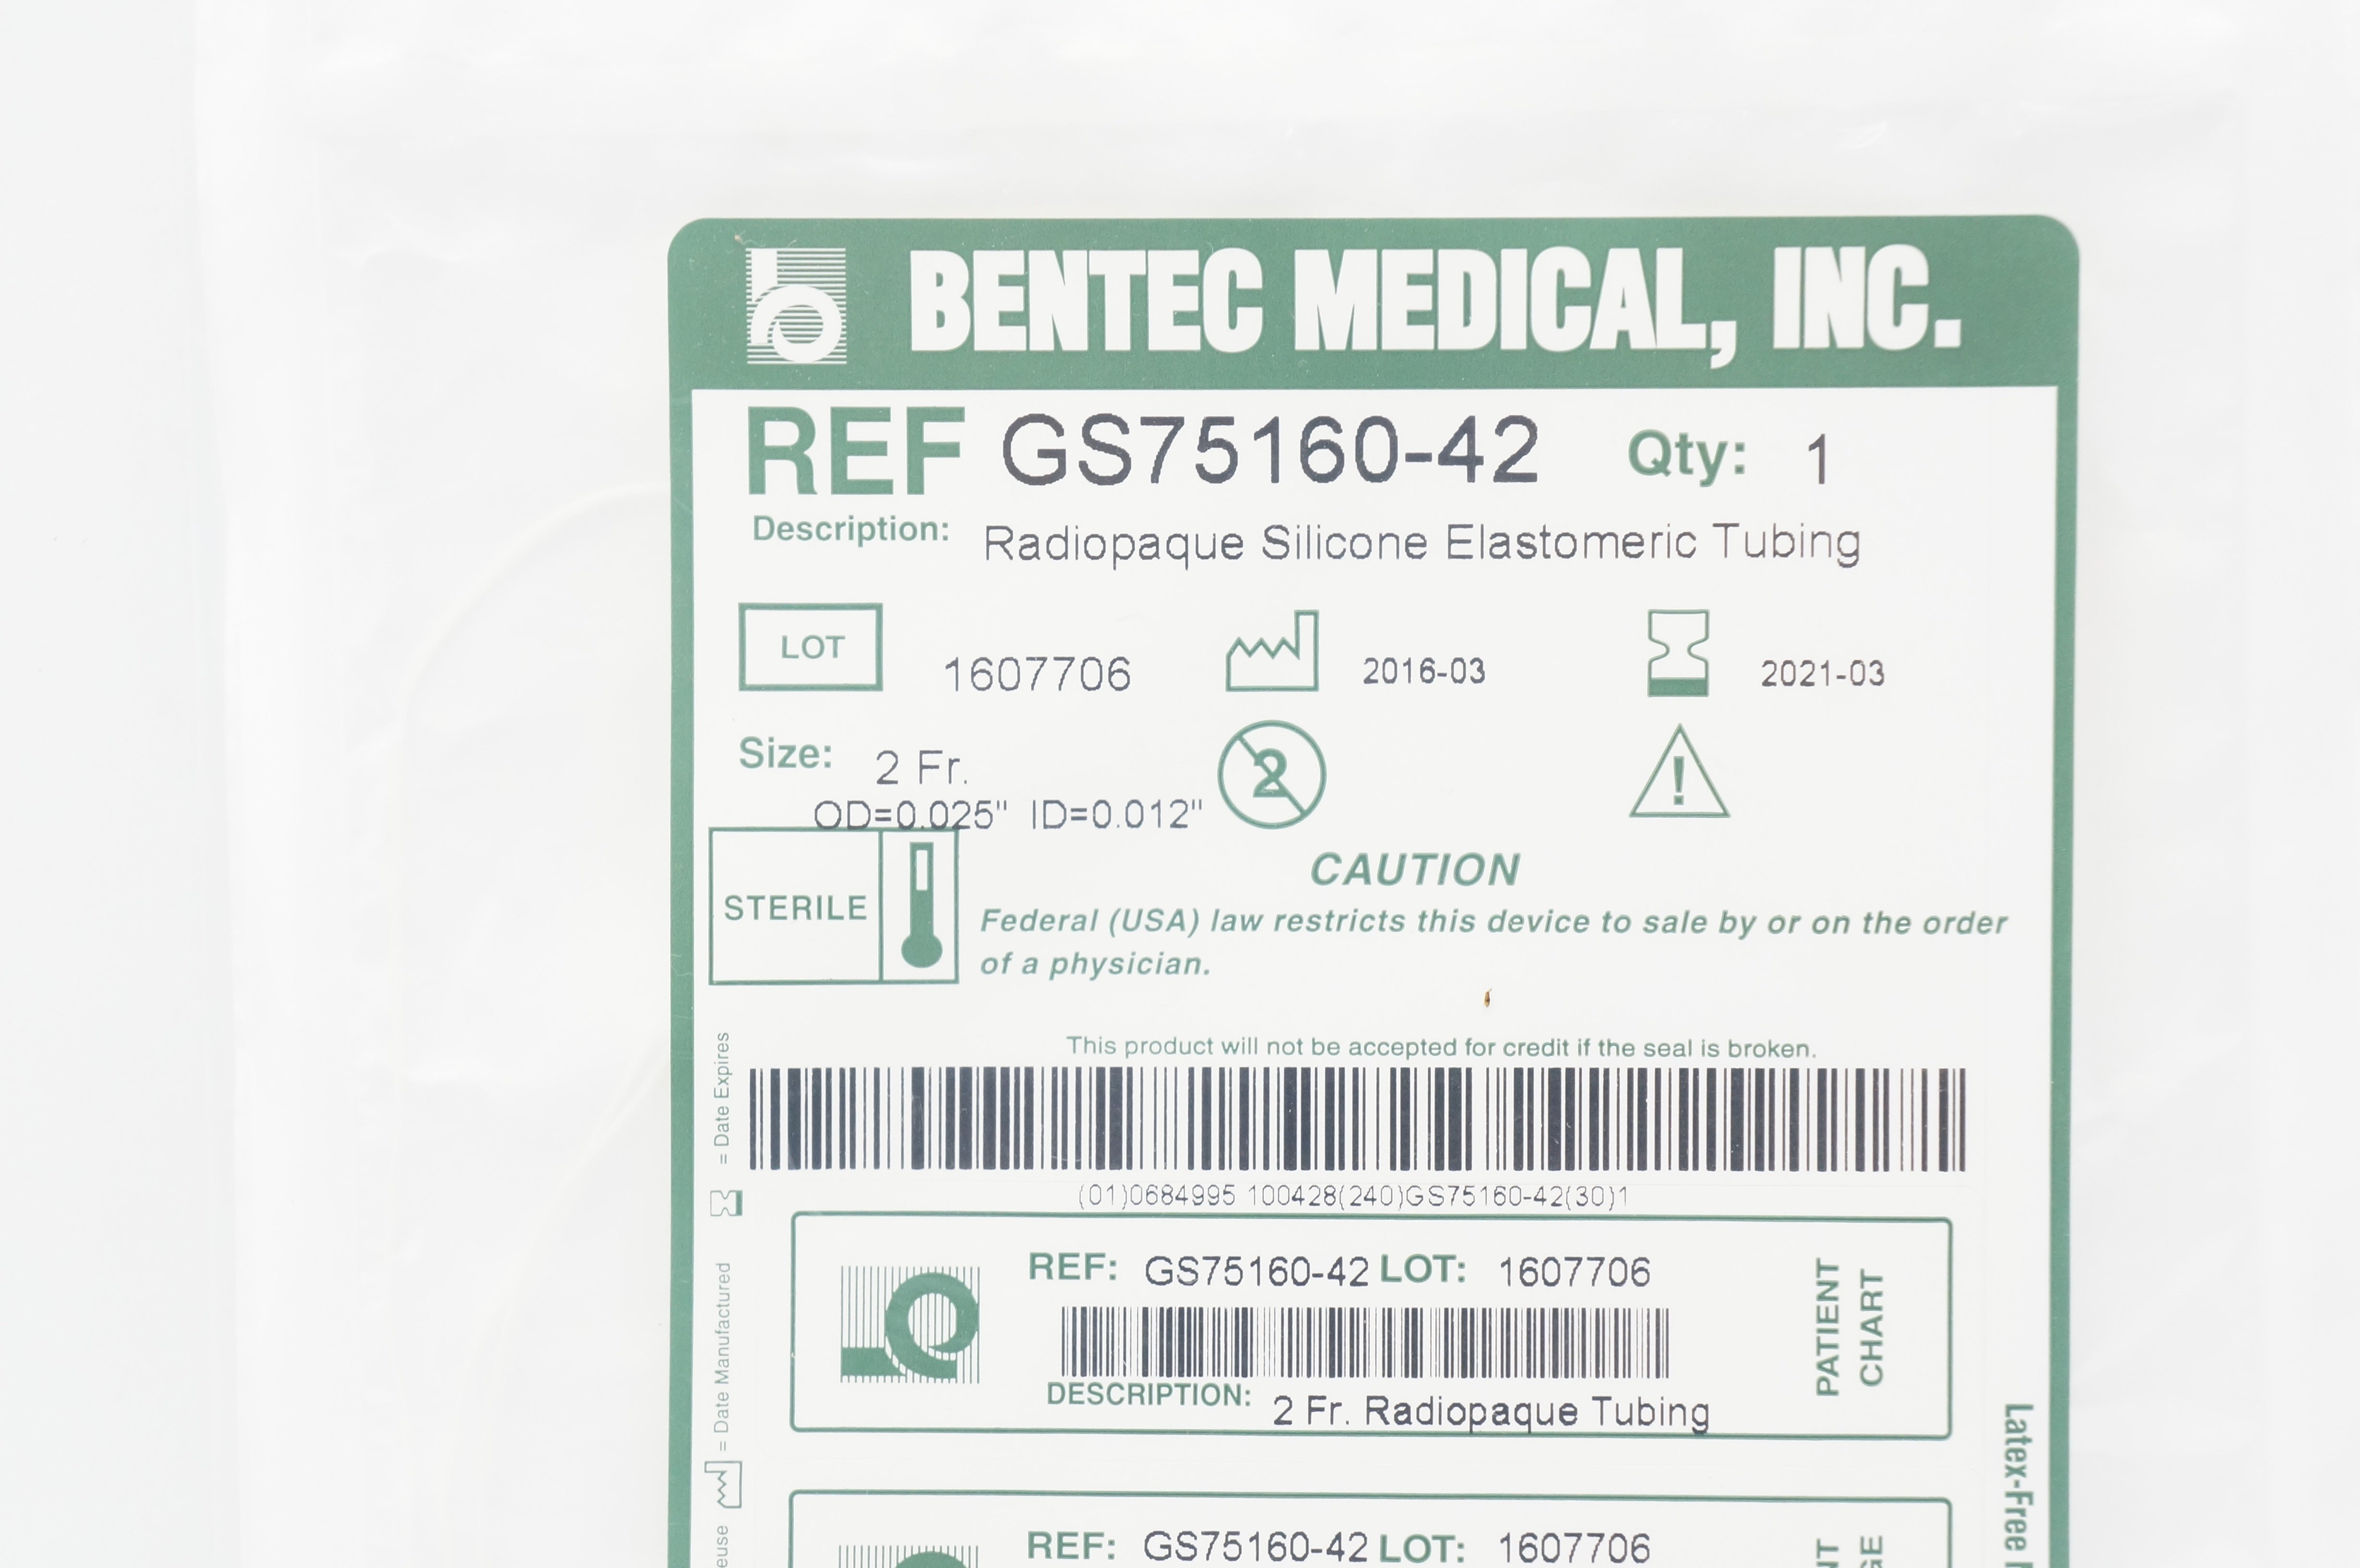 BENTEC MEDICAL, INC.
REF GS75160-42 Qty: 1
Description: Radiopaque Silicone Elastomeric Tubing
LOT 1607706 2016-03 2021-03
Size: 2 Fr. 2 !
OD=0.025" ID=0.012"
STERILE
CAUTION
Federal (USA) law restricts this device to sale by or on the order
of a physician.
This product will not be accepted for credit if the seal is broken.
(01)0684995 100428(240)GS75160-42(30)1
= Date Expires
= Date Manufactured
REF: GS75160-42 LOT: 1607706
DESCRIPTION: 2 Fr. Radiopaque Tubing
PATIENT
CHART
Latex-Free
REF: GS75160-42 LOT: 1607706